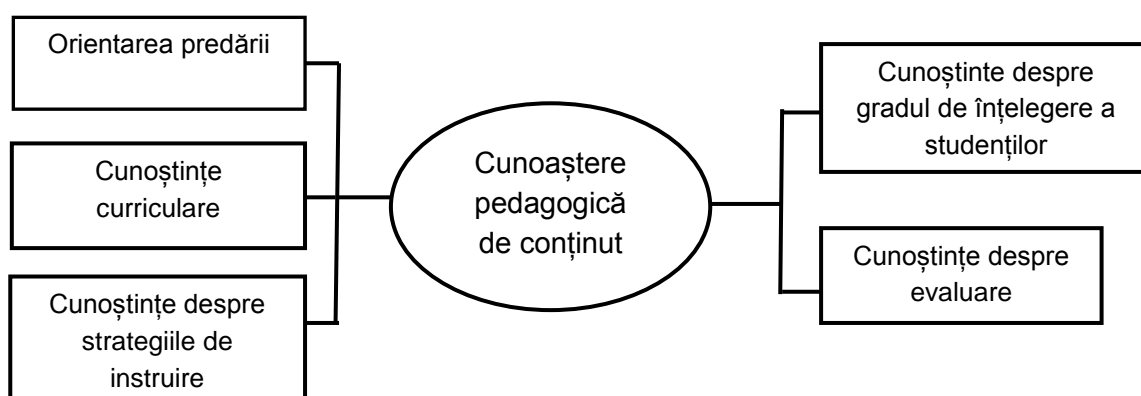 Orientarea predării
Cunoștințe
curriculare
Cunoștințe despre
strategiile de
instruire
Cunoaștere
pedagogică
de conținut
Cunoștinte despre
gradul de înțelegere a
studenților
Cunoștințe despre
evaluare